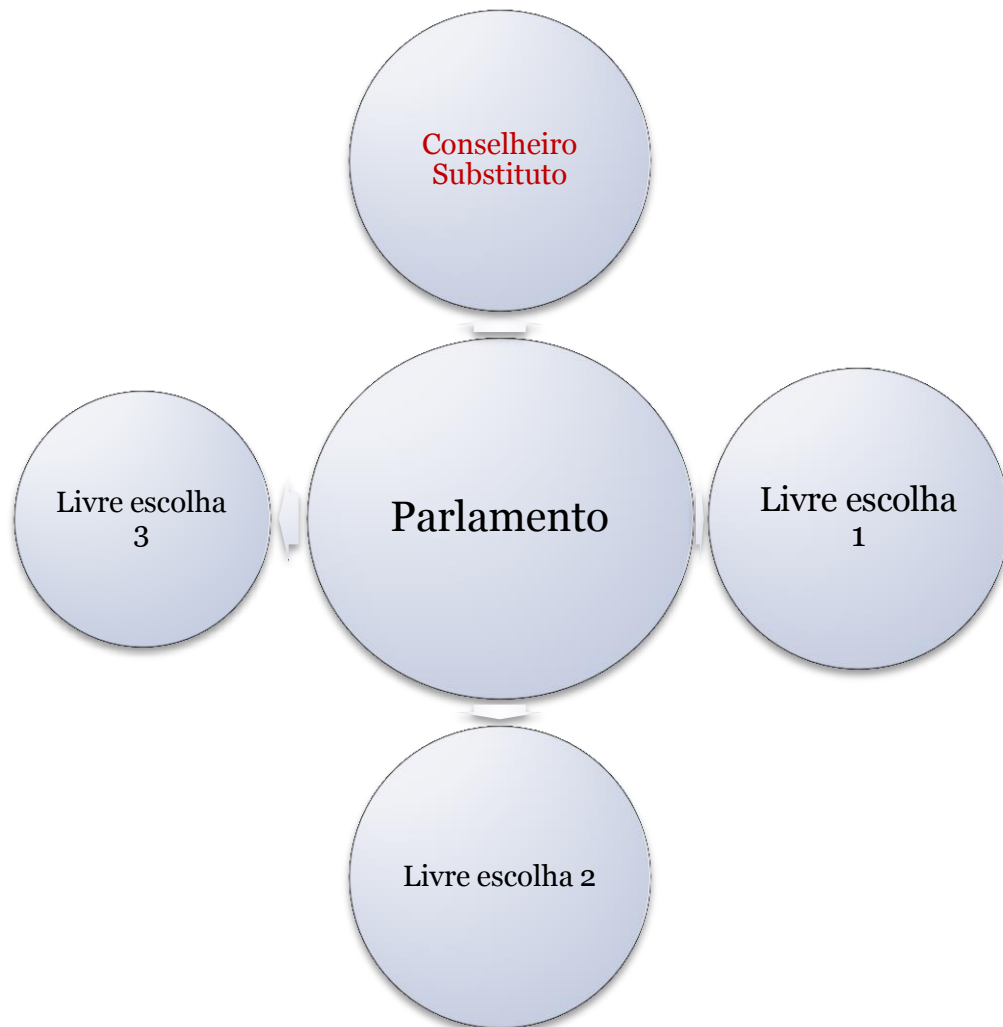 Conselheiro
Substituto
Livre escolha
3
Parlamento
Livre escolha
1
Livre escolha 2